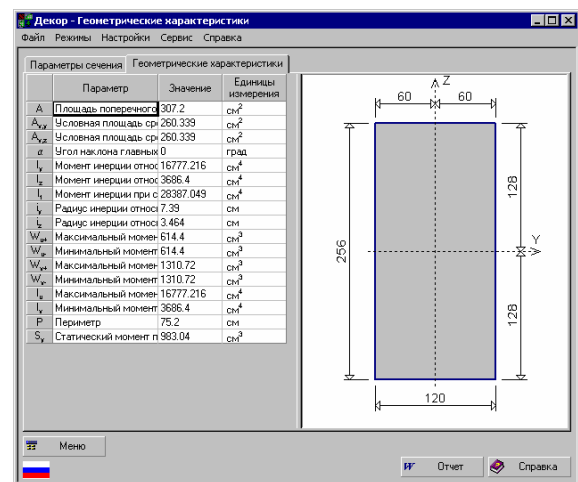 Декор - Геометрические характеристики
Файл Режимы Настройки Сервис Справка
Параметры сечения Геометрические характеристики
Параметр Значение Единицы измерения
A Площадь поперечного 307.2 см²
Aᵥ,y Условная площадь ср 260.339 см²
Aᵥ,z Условная площадь ср 260.339 см²
α Угол наклона главных 0 град
Iy Момент инерции относ 16777.216 см⁴
Iz Момент инерции относ 3686.4 см⁴
It Момент инерции при с 28387.049 см⁴
iy Радиус инерции относ 7.39 см
iz Радиус инерции относ 3.464 см
Wu+ Максимальный момен 614.4 см³
Wu- Минимальный момент 614.4 см³
Wv+ Максимальный момен 1310.72 см³
Wv- Минимальный момент 1310.72 см³
Iu Максимальный момен 16777.216 см⁴
Iv Минимальный момент 3686.4 см⁴
P Периметр 75.2 см
Sy Статический момент п 983.04 см³
Z
60 60
128
256
Y
128
120
Меню
Отчет Справка